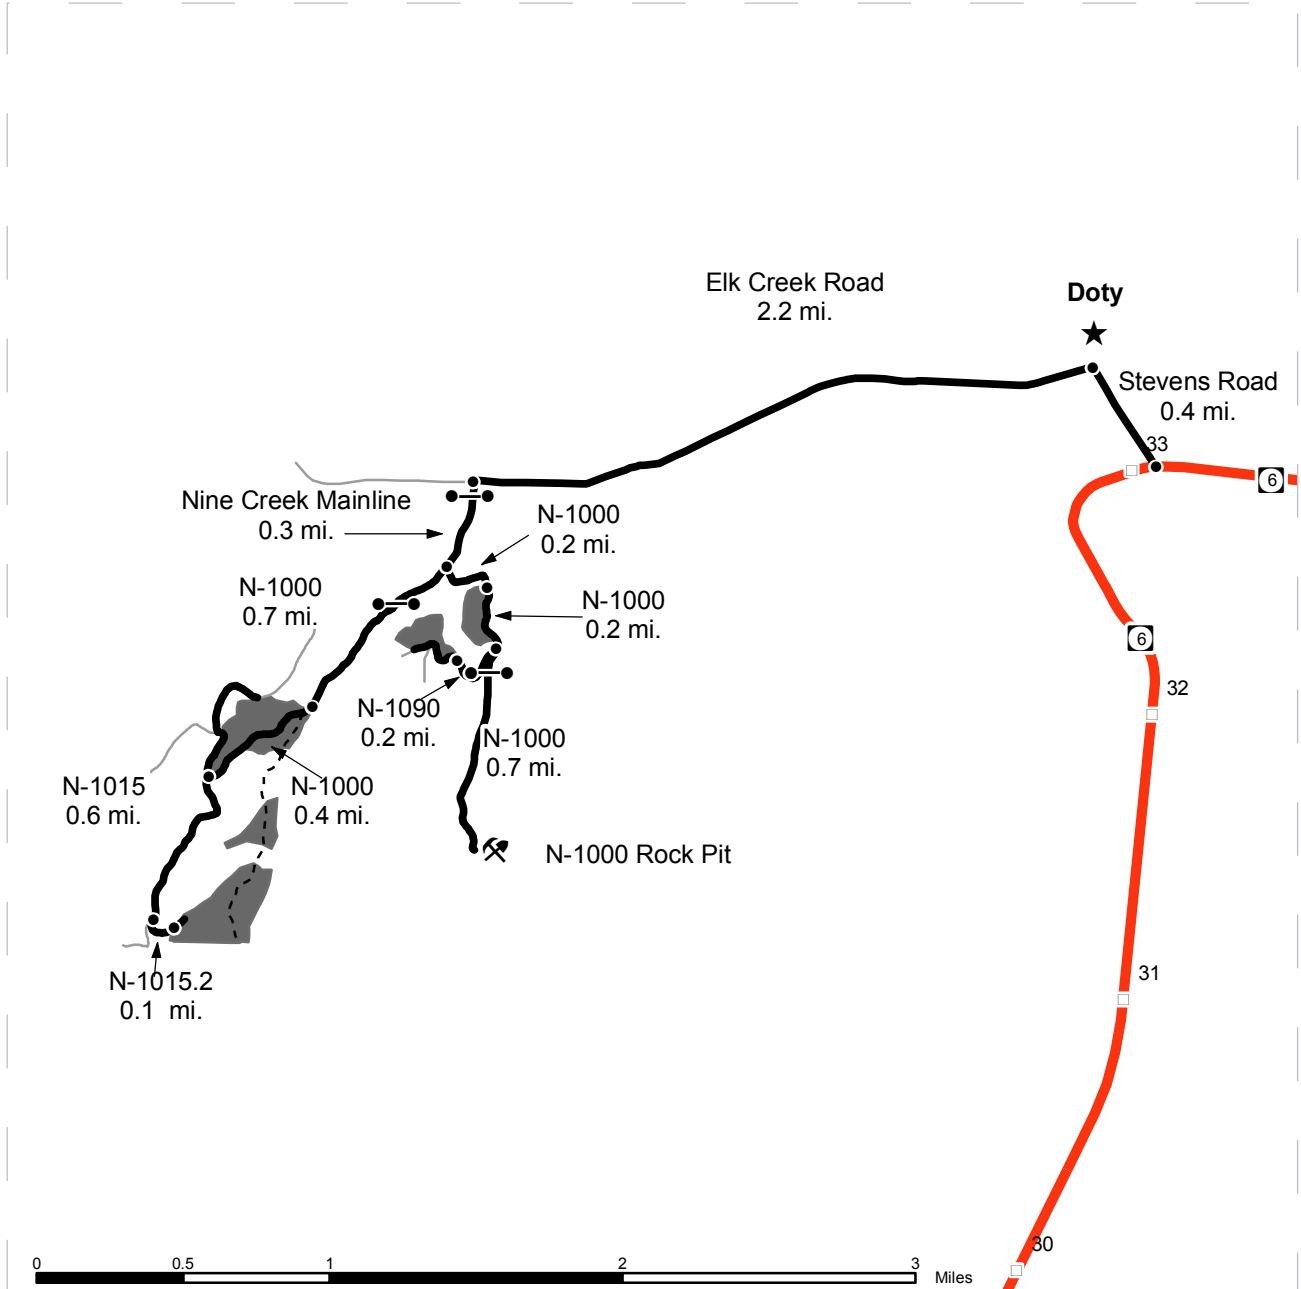 Elk Creek Road
2.2 mi.
Doty
Stevens Road
0.4 mi.
33
6
Nine Creek Mainline
0.3 mi.
N-1000
0.2 mi.
N-1000
0.7 mi.
N-1000
0.2 mi.
6
32
N-1090
0.2 mi.
N-1000
0.7 mi.
N-1015
0.6 mi.
N-1000
0.4 mi.
N-1000 Rock Pit
31
N-1015.2
0.1 mi.
30
0 0.5 1 2 3
Miles